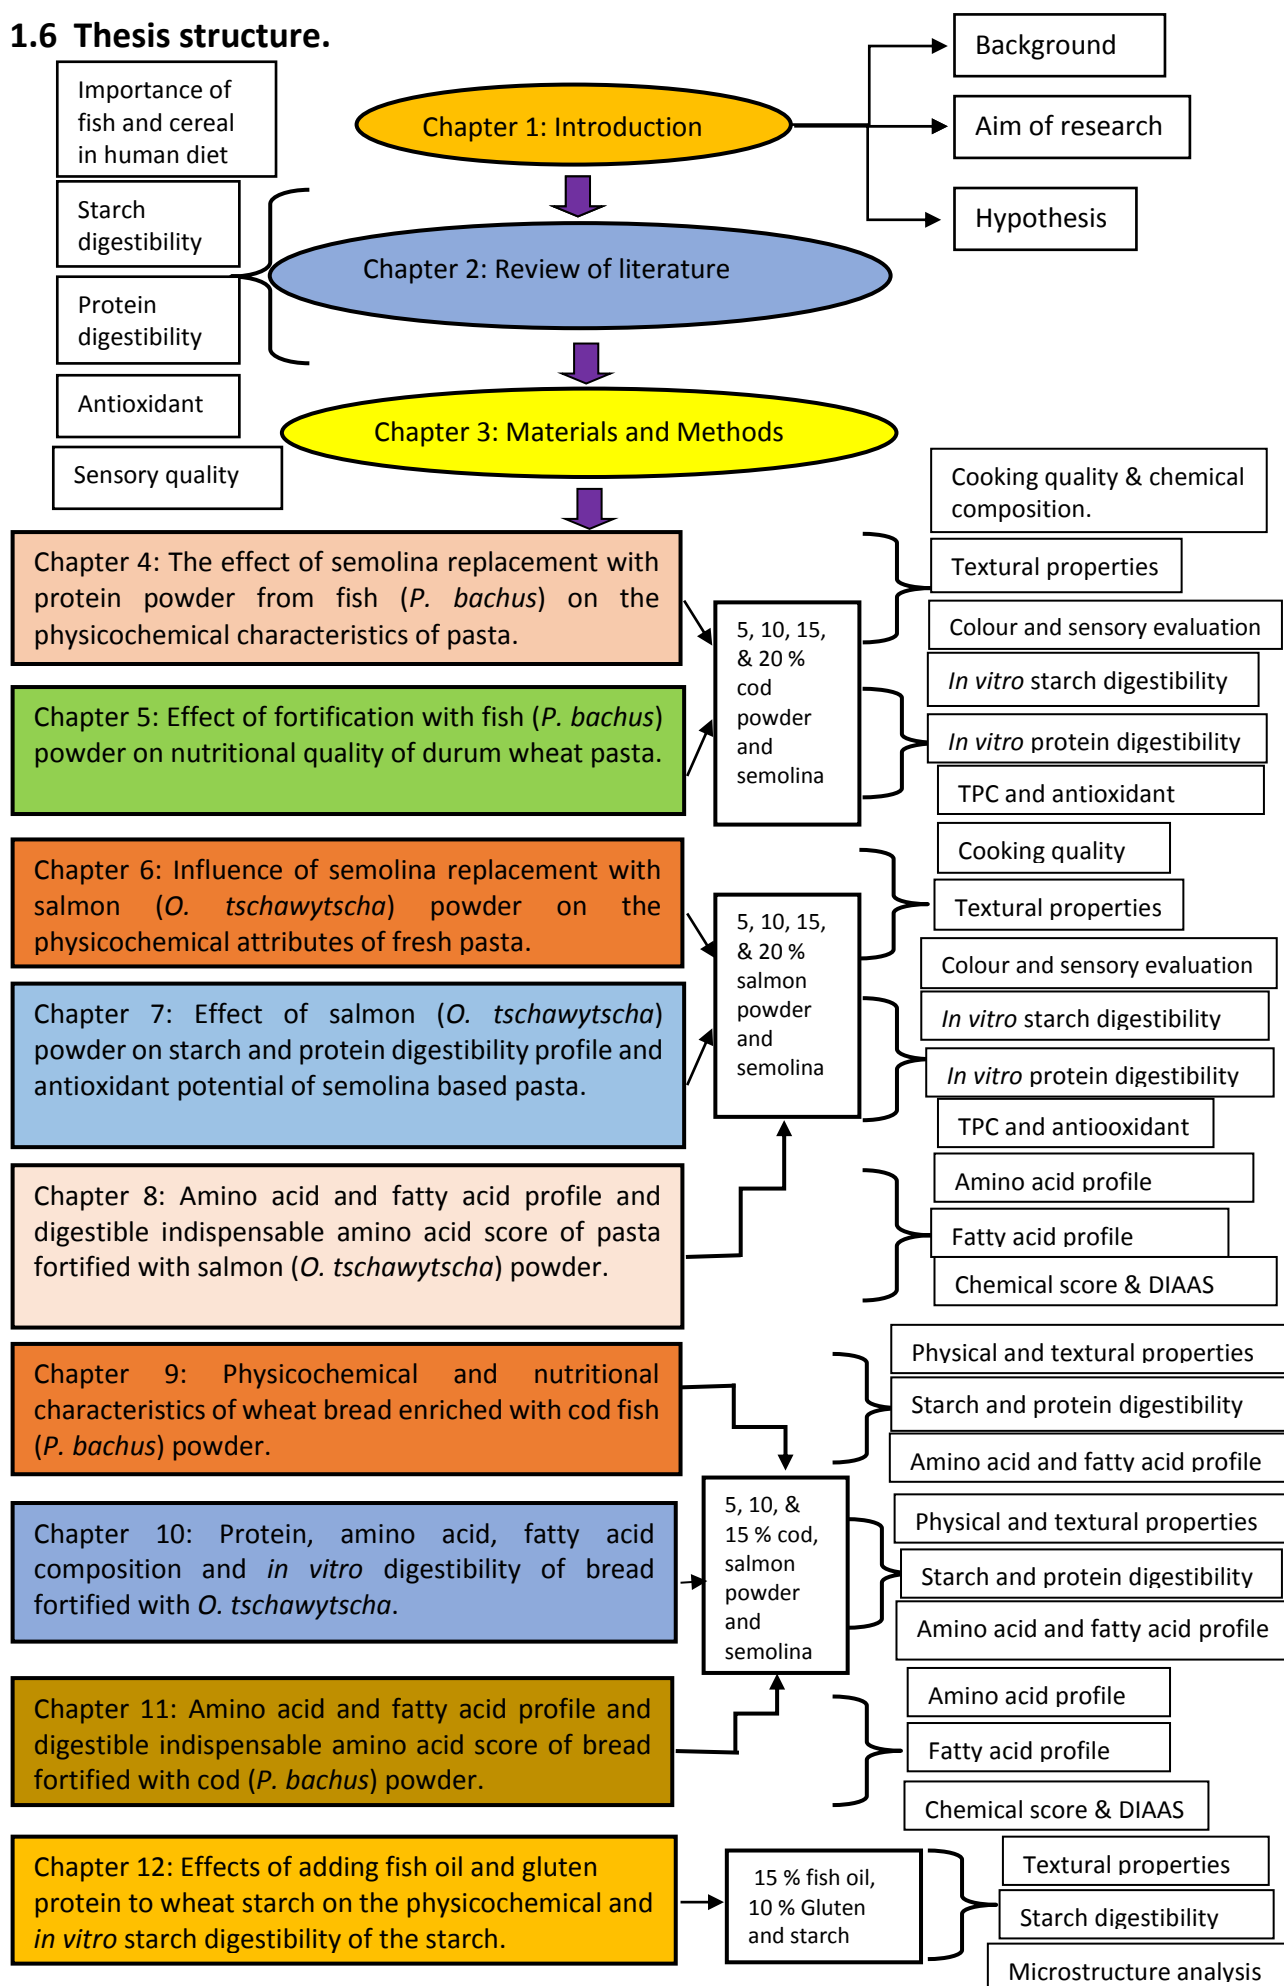 1.6 Thesis structure.
Background
Importance of
fish and cereal
in human diet
Chapter 1: Introduction
Aim of research
Starch
digestibility
Hypothesis
Chapter 2: Review of literature
Protein
digestibility
Antioxidant
Chapter 3: Materials and Methods
Sensory quality
Cooking quality & chemical
composition.
Chapter 4: The effect of semolina replacement with
protein powder from fish (P. bachus) on the
physicochemical characteristics of pasta.
Textural properties
Colour and sensory evaluation
5, 10, 15,
& 20 %
cod
powder
and
semolina
In vitro starch digestibility
Chapter 5: Effect of fortification with fish (P. bachus)
powder on nutritional quality of durum wheat pasta.
In vitro protein digestibility
TPC and antioxidant
Cooking quality
Chapter 6: Influence of semolina replacement with
salmon (O. tschawytscha) powder on the
physicochemical attributes of fresh pasta.
Textural properties
5, 10, 15,
& 20 %
salmon
powder
and
semolina
Colour and sensory evaluation
Chapter 7: Effect of salmon (O. tschawytscha)
powder on starch and protein digestibility profile and
antioxidant potential of semolina based pasta.
In vitro starch digestibility
In vitro protein digestibility
TPC and antiooxidant
Chapter 8: Amino acid and fatty acid profile and
digestible indispensable amino acid score of pasta
fortified with salmon (O. tschawytscha) powder.
Amino acid profile
Fatty acid profile
Chemical score & DIAAS
Chapter 9: Physicochemical and nutritional
characteristics of wheat bread enriched with cod fish
(P. bachus) powder.
Physical and textural properties
Starch and protein digestibility
Amino acid and fatty acid profile
5, 10, &
15 % cod,
salmon
powder
and
semolina
Chapter 10: Protein, amino acid, fatty acid
composition and in vitro digestibility of bread
fortified with O. tschawytscha.
Physical and textural properties
Starch and protein digestibility
Amino acid and fatty acid profile
Chapter 11: Amino acid and fatty acid profile and
digestible indispensable amino acid score of bread
fortified with cod (P. bachus) powder.
Amino acid profile
Fatty acid profile
Chemical score & DIAAS
Chapter 12: Effects of adding fish oil and gluten
protein to wheat starch on the physicochemical and
in vitro starch digestibility of the starch.
15 % fish oil,
10 % Gluten
and starch
Textural properties
Starch digestibility
Microstructure analysis